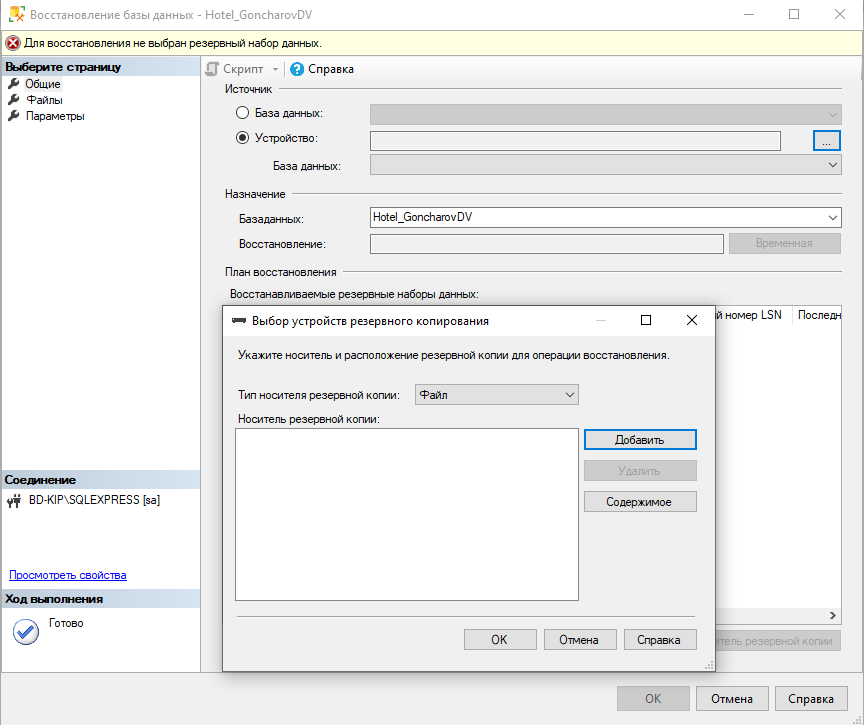 Восстановление базы данных - Hotel_GoncharovDV
Для восстановления не выбран резервный набор данных.
Выберите страницу
Общие
Файлы
Параметры
Скрипт
Справка
Источник
База данных:
Устройство:
...
База данных:
Назначение
Базаданных:
Hotel_GoncharovDV
Восстановление:
Временная
План восстановления
Восстанавливаемые резервные наборы данных:
й номер LSN
Последн
Выбор устройств резервного копирования
Укажите носитель и расположение резервной копии для операции восстановления.
Тип носителя резервной копии:
Файл
Носитель резервной копии:
Добавить
Удалить
Содержимое
OK
Отмена
Справка
итель резервной копии
Соединение
BD-KIP\SQLEXPRESS [sa]
Просмотреть свойства
Ход выполнения
Готово
OK
Отмена
Справка